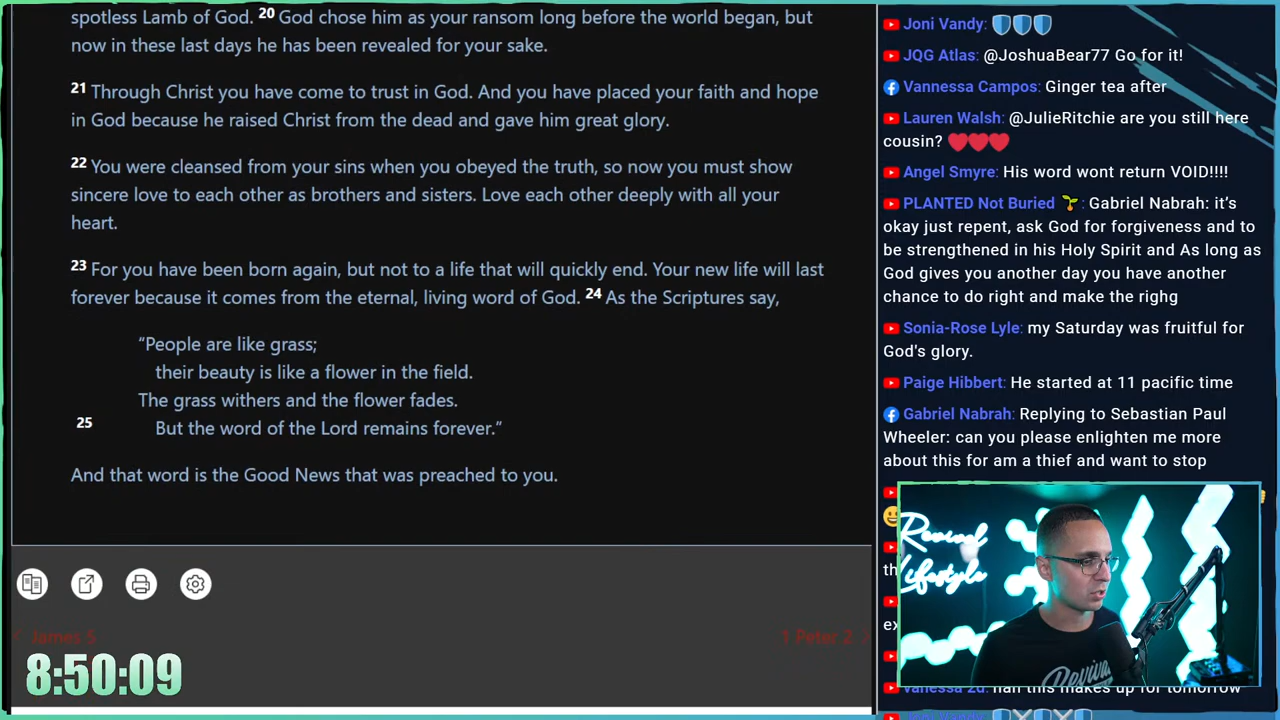 spotless Lamb of God. 20 God chose him as your ransom long before the world began, but
now in these last days he has been revealed for your sake.
21 Through Christ you have come to trust in God. And you have placed your faith and hope
in God because he raised Christ from the dead and gave him great glory.
22 You were cleansed from your sins when you obeyed the truth, so now you must show
sincere love to each other as brothers and sisters. Love each other deeply with all your
heart.
23 For you have been born again, but not to a life that will quickly end. Your new life will last
forever because it comes from the eternal, living word of God. 24 As the Scriptures say,
“People are like grass;
their beauty is like a flower in the field.
The grass withers and the flower fades.
25 But the word of the Lord remains forever.”
And that word is the Good News that was preached to you.
James 5
1 Peter 2
8:50:09
Joni Vandy:
JQG Atlas: @JoshuaBear77 Go for it!
Vannessa Campos: Ginger tea after
Lauren Walsh: @JulieRitchie are you still here
cousin? ❤❤❤
Angel Smyre: His word wont return VOID!!!!
PLANTED Not Buried 🌱: Gabriel Nabrah: it’s
okay just repent, ask God for forgiveness and to
be strengthened in his Holy Spirit and As long as
God gives you another day you have another
chance to do right and make the righg
Sonia-Rose Lyle: my Saturday was fruitful for
God's glory.
Paige Hibbert: He started at 11 pacific time
Gabriel Nabrah: Replying to Sebastian Paul
Wheeler: can you please enlighten me more
about this for am a thief and want to stop
th
ex
Revival
Lifestyle
Revival
vanessa zd: nah this makes up for tomorrow